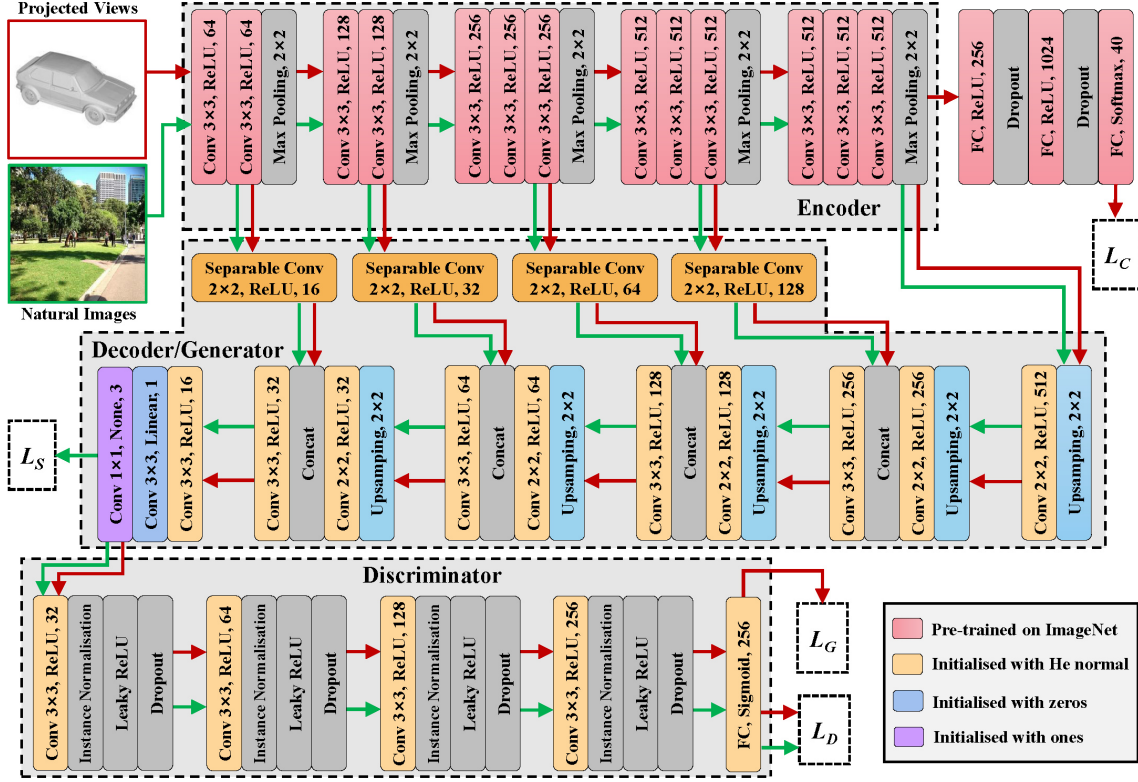 Projected Views
Natural Images
Conv 3×3, ReLU, 64
Conv 3×3, ReLU, 64
Max Pooling, 2×2
Conv 3×3, ReLU, 128
Conv 3×3, ReLU, 128
Max Pooling, 2×2
Conv 3×3, ReLU, 256
Conv 3×3, ReLU, 256
Conv 3×3, ReLU, 256
Max Pooling, 2×2
Conv 3×3, ReLU, 512
Conv 3×3, ReLU, 512
Conv 3×3, ReLU, 512
Max Pooling, 2×2
Conv 3×3, ReLU, 512
Conv 3×3, ReLU, 512
Conv 3×3, ReLU, 512
Max Pooling, 2×2
Encoder
FC, ReLU, 256
Dropout
FC, ReLU, 1024
Dropout
FC, Softmax, 40
L_C
Separable Conv
2×2, ReLU, 16
Separable Conv
2×2, ReLU, 32
Separable Conv
2×2, ReLU, 64
Separable Conv
2×2, ReLU, 128
Decoder/Generator
L_S
Conv 1×1, None, 3
Conv 3×3, Linear, 1
Conv 3×3, ReLU, 16
Conv 3×3, ReLU, 32
Concat
Conv 2×2, ReLU, 32
Upsamping, 2×2
Conv 3×3, ReLU, 64
Concat
Conv 2×2, ReLU, 64
Upsamping, 2×2
Conv 3×3, ReLU, 128
Concat
Conv 2×2, ReLU, 128
Upsamping, 2×2
Conv 3×3, ReLU, 256
Concat
Conv 2×2, ReLU, 256
Upsamping, 2×2
Conv 2×2, ReLU, 512
Upsamping, 2×2
Discriminator
Conv 3×3, ReLU, 32
Instance Normalisation
Leaky ReLU
Dropout
Conv 3×3, ReLU, 64
Instance Normalisation
Leaky ReLU
Dropout
Conv 3×3, ReLU, 128
Instance Normalisation
Leaky ReLU
Dropout
Conv 3×3, ReLU, 256
Instance Normalisation
Leaky ReLU
Dropout
FC, Sigmoid, 256
L_G
L_D
Pre-trained on ImageNet
Initialised with He normal
Initialised with zeros
Initialised with ones